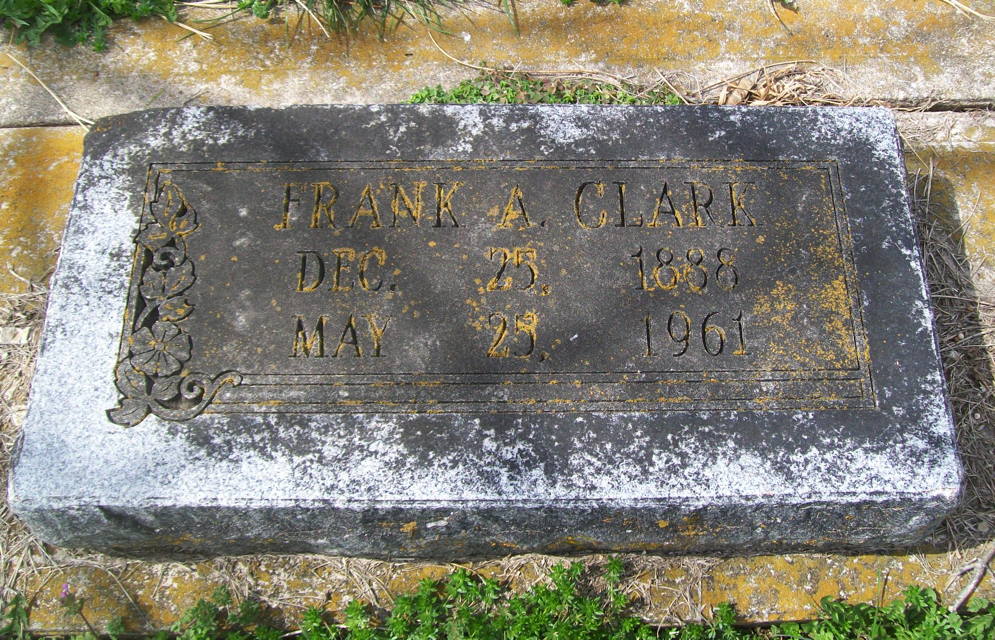 FRANK A. CLARK
DEC. 25, 1888
MAY 25, 1961